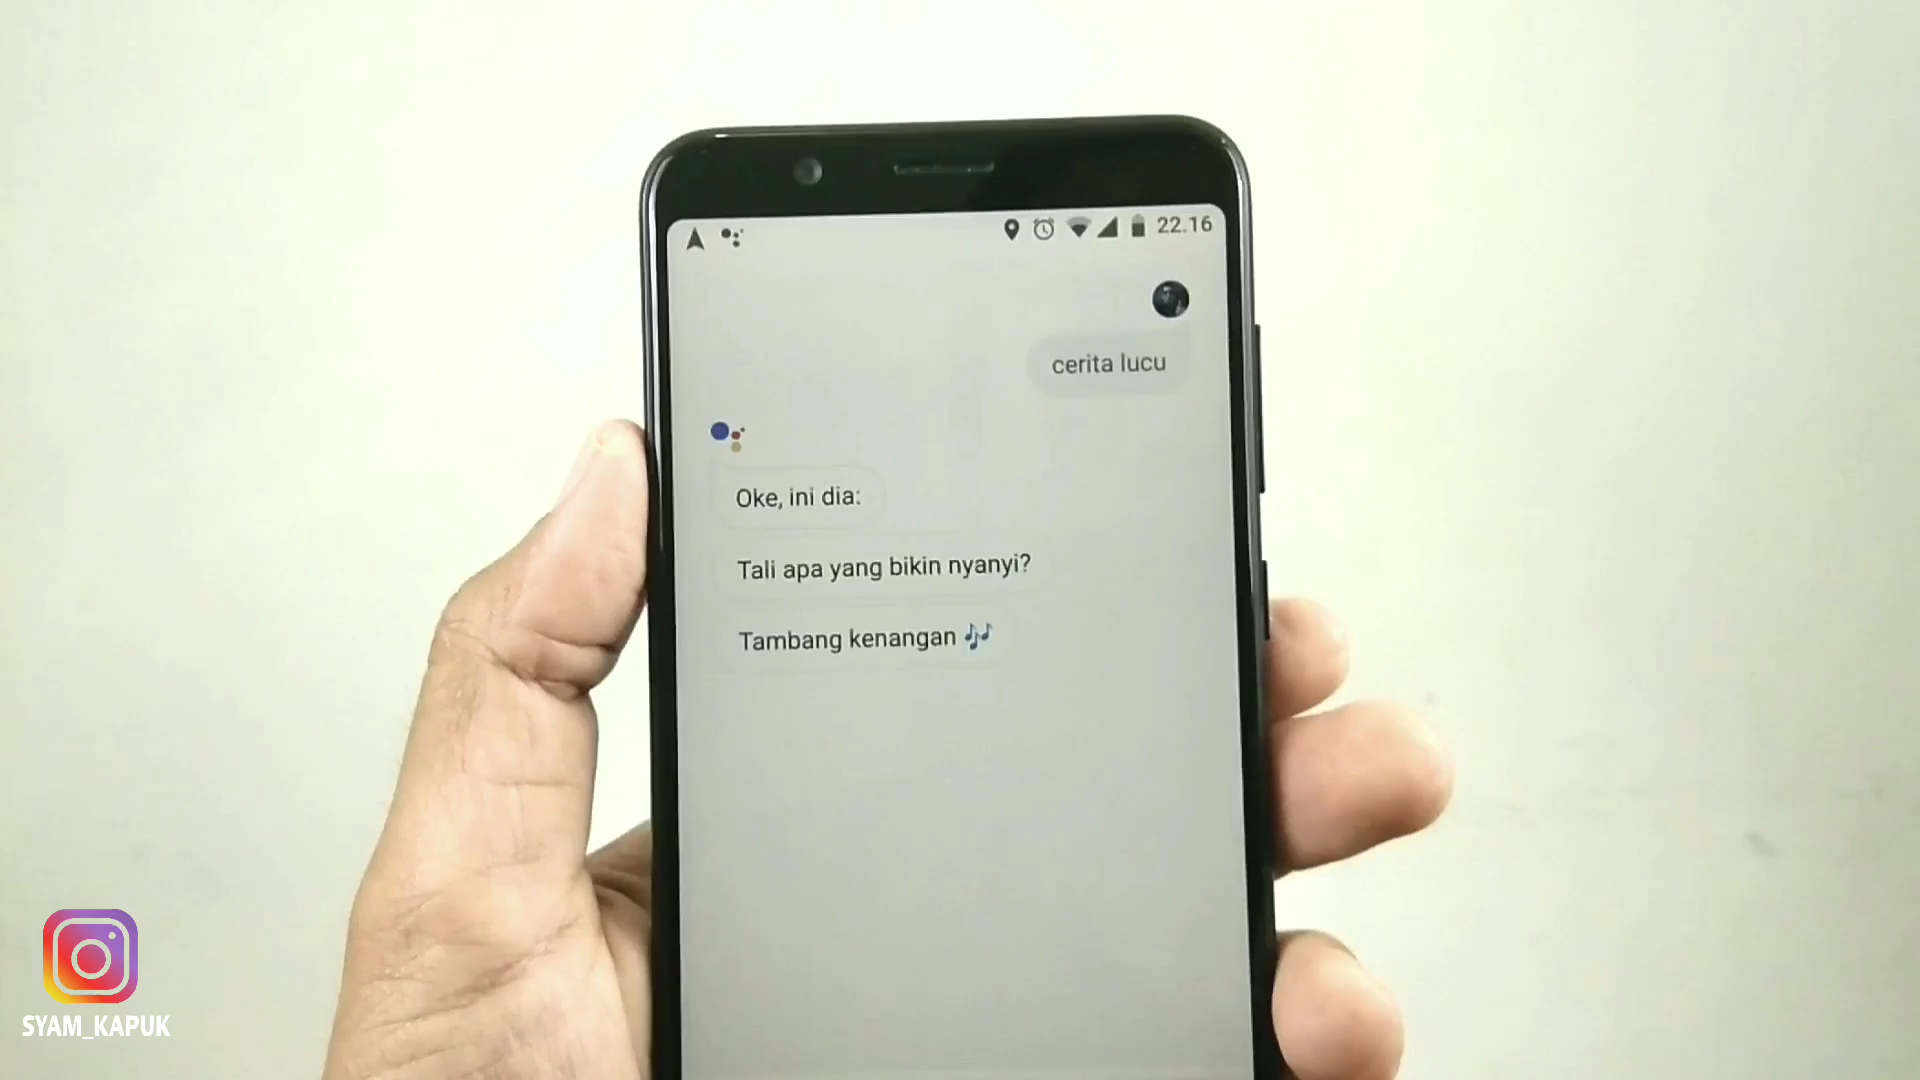 22.16
cerita lucu
Oke, ini dia:
Tali apa yang bikin nyanyi?
Tambang kenangan 🎶
SYAM_KAPUK